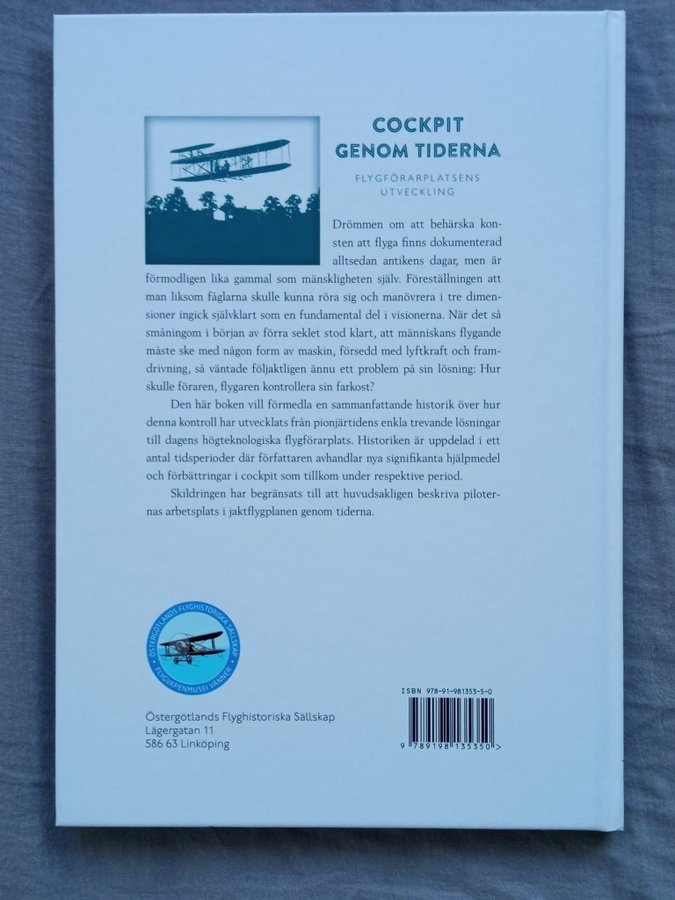 COCKPIT
GENOM TIDERNA
FLYGFÖRARPLATSENS
UTVECKLING
Drömmen om att behärska kon-
sten att flyga finns dokumenterad
alltsedan antikens dagar, men är
förmodligen lika gammal som mänskligheten själv. Föreställningen att
man liksom fåglarna skulle kunna röra sig och manövrera i tre dimen-
sioner ingick självklart som en fundamental del i visionerna. När det så
småningom i början av förra seklet stod klart, att människans flygande
måste ske med någon form av maskin, försedd med lyftkraft och fram-
drivning, så väntade följaktligen ännu ett problem på sin lösning: Hur
skulle föraren, flygaren kontrollera sin farkost?
Den här boken vill förmedla en sammanfattande historik över hur
denna kontroll har utvecklats från pionjärtidens enkla trevande lösningar
till dagens högteknologiska flygförarplats. Historiken är uppdelad i ett
antal tidsperioder där författaren avhandlar nya signifikanta hjälpmedel
och förbättringar i cockpit som tillkom under respektive period.
Skildringen har begränsats till att huvudsakligen beskriva piloter-
nas arbetsplats i jaktflygplanen genom tiderna.
ÖSTERGÖTLANDS FLYGHISTORISKA SÄLLSKAP
FLYGVAPENMUSEI VÄNNER
Östergötlands Flyghistoriska Sällskap
Lägergatan 11
586 63 Linköping
ISBN 978-91-981353-5-0
9 789198 135350 >